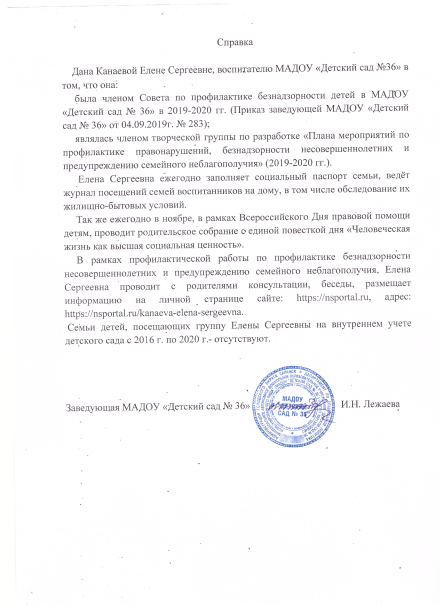 Справка
Дана Канаевой Елене Сергеевне, воспитателю МАДОУ «Детский сад №36» в
том, что она:
была членом Совета по профилактике безнадзорности детей в МАДОУ
«Детский сад № 36» в 2019-2020 гг. (Приказ заведующей МАДОУ «Детский
сад № 36» от 04.09.2019г. № 283);
являлась членом творческой группы по разработке «Плана мероприятий по
профилактике правонарушений, безнадзорности несовершеннолетних и
предупреждению семейного неблагополучия» (2019-2020 гг.).
Елена Сергеевна ежегодно заполняет социальный паспорт семьи, ведёт
журнал посещений семей воспитанников на дому, в том числе обследование их
жилищно-бытовых условий.
Так же ежегодно в ноябре, в рамках Всероссийского Дня правовой помощи
детям, проводит родительское собрание о единой повесткой дня «Человеческая
жизнь как высшая социальная ценность».
В рамках профилактической работы по профилактике безнадзорности
несовершеннолетних и предупреждению семейного неблагополучия, Елена
Сергеевна проводит с родителями консультации, беседы, размещает
информацию на личной странице сайте: https://nsportal.ru, адрес:
https://nsportal.ru/kanaeva-elena-sergeevna.
Семьи детей, посещающих группу Елены Сергеевны на внутреннем учете
детского сада с 2016 г. по 2020 г.- отсутствуют.
Заведующая МАДОУ «Детский сад № 36» И.Н. Лежаева
МАДОУ
САД № 36